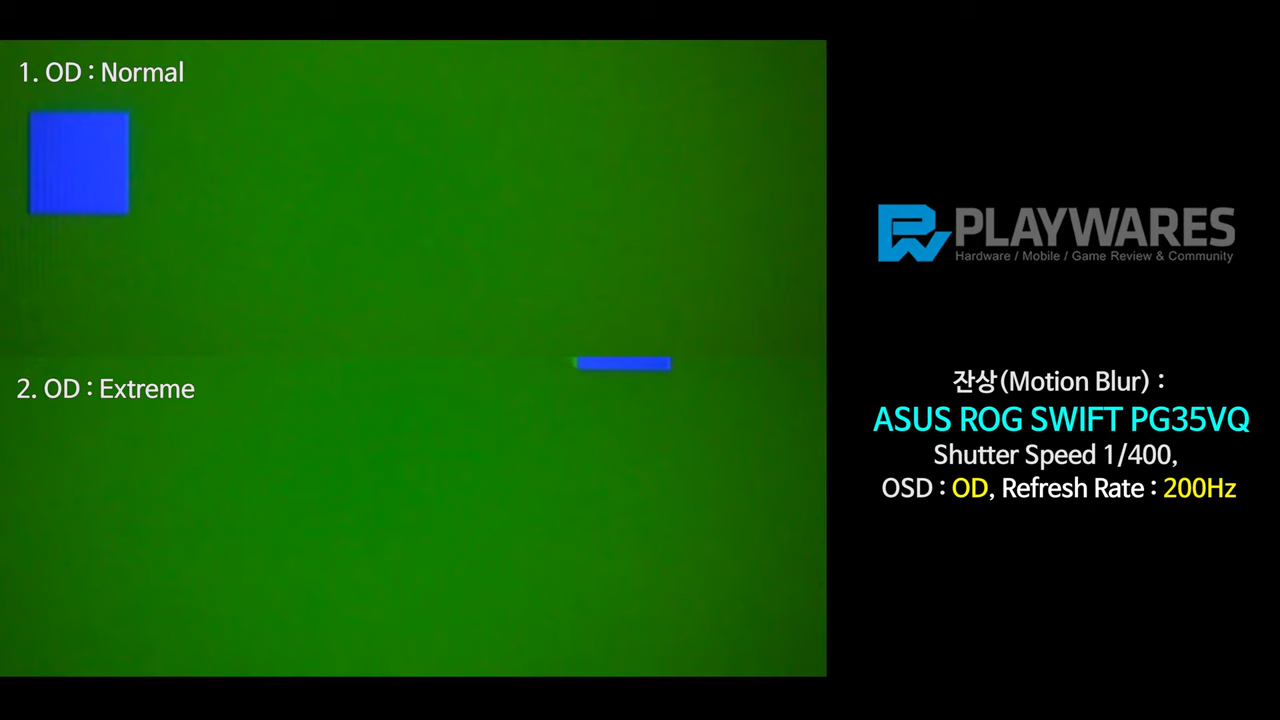 1. OD : Normal
2. OD : Extreme
PLAYWARES
Hardware / Mobile / Game Review & Community
잔상(Motion Blur) :
ASUS ROG SWIFT PG35VQ
Shutter Speed 1/400,
OSD : OD, Refresh Rate : 200Hz